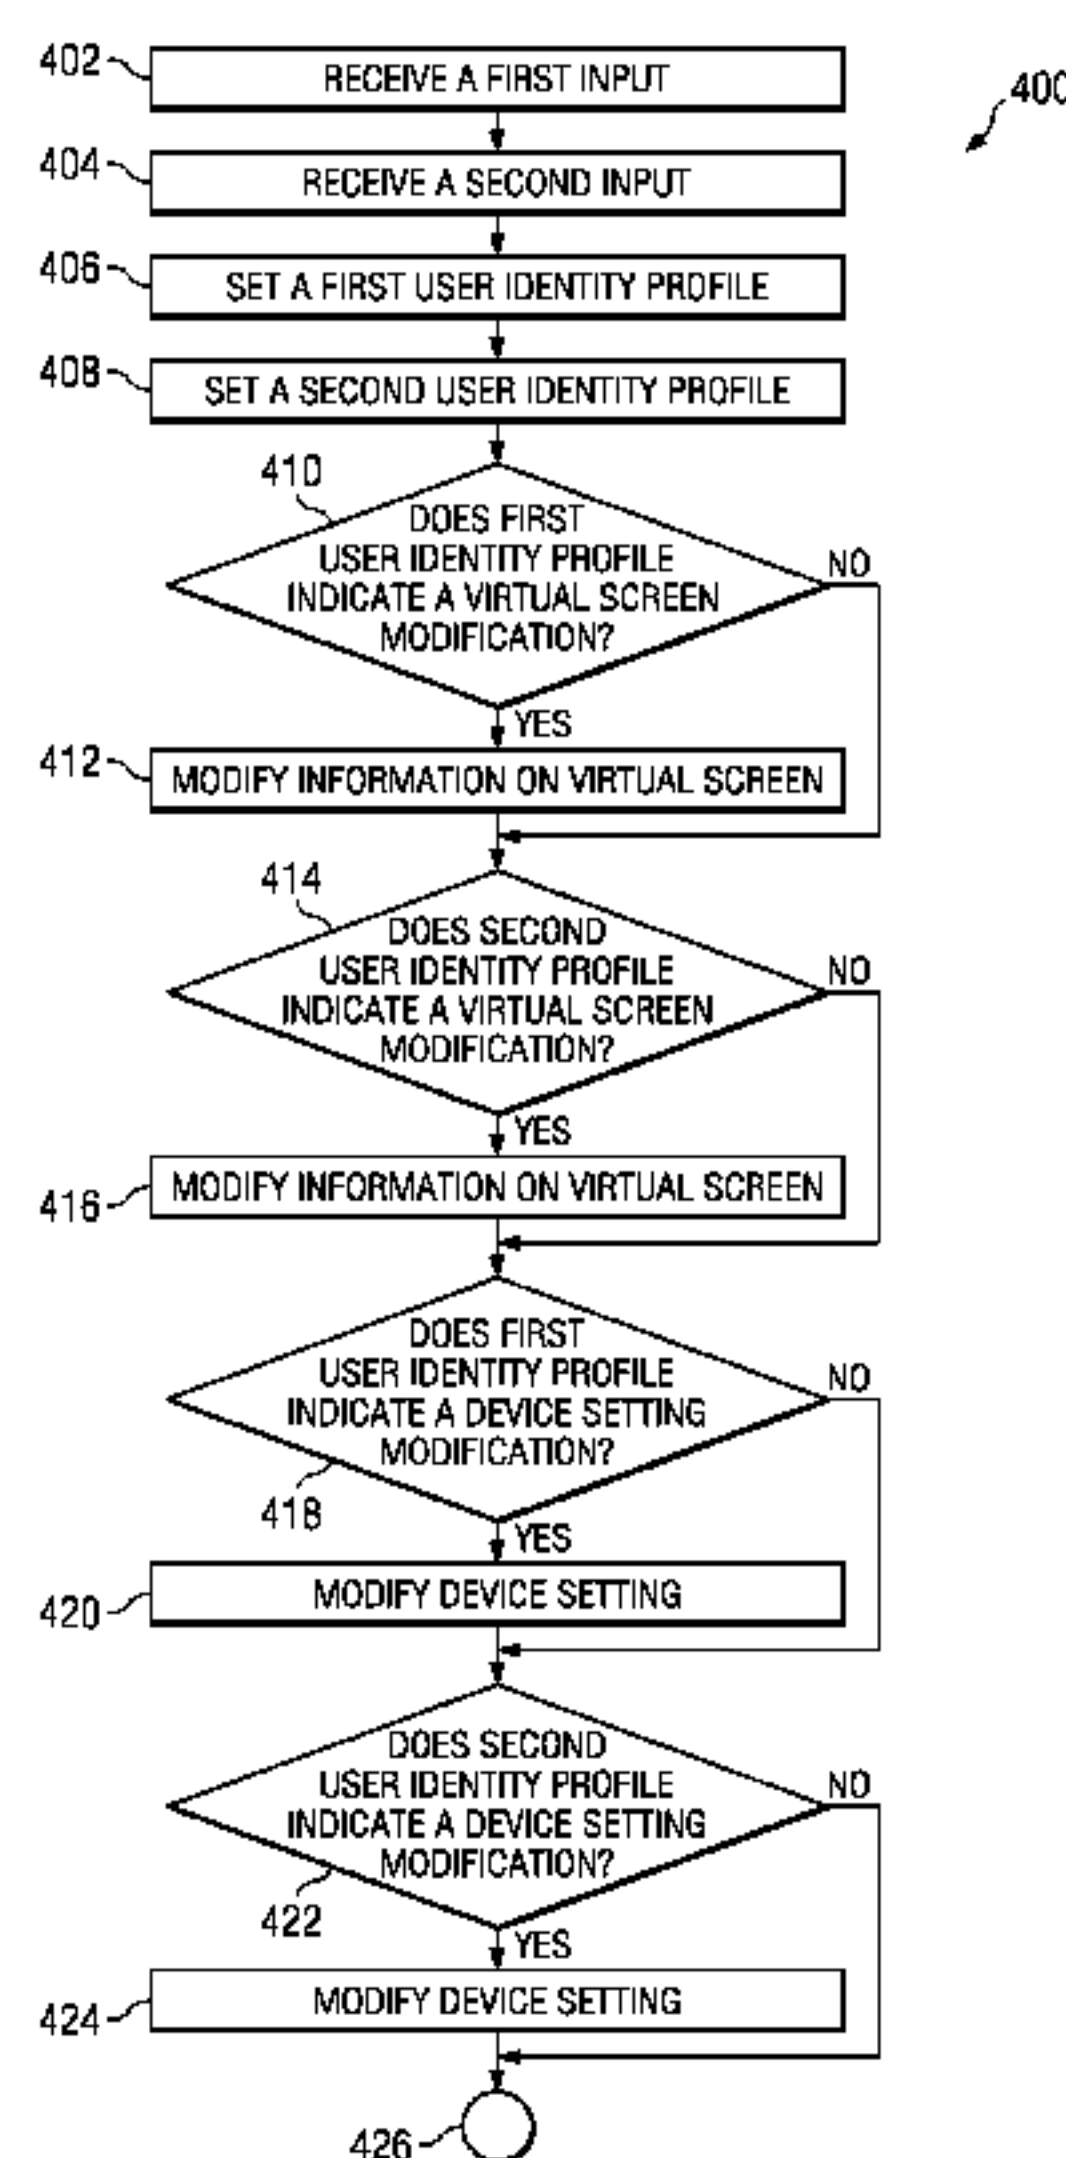 400
402
RECEIVE A FIRST INPUT
404
RECEIVE A SECOND INPUT
406
SET A FIRST USER IDENTITY PROFILE
408
SET A SECOND USER IDENTITY PROFILE
410
DOES FIRST
USER IDENTITY PROFILE
INDICATE A VIRTUAL SCREEN
MODIFICATION?
NO
YES
412
MODIFY INFORMATION ON VIRTUAL SCREEN
414
DOES SECOND
USER IDENTITY PROFILE
INDICATE A VIRTUAL SCREEN
MODIFICATION?
NO
YES
416
MODIFY INFORMATION ON VIRTUAL SCREEN
DOES FIRST
USER IDENTITY PROFILE
INDICATE A DEVICE SETTING
MODIFICATION?
NO
418
YES
420
MODIFY DEVICE SETTING
DOES SECOND
USER IDENTITY PROFILE
INDICATE A DEVICE SETTING
MODIFICATION?
NO
422
YES
424
MODIFY DEVICE SETTING
426